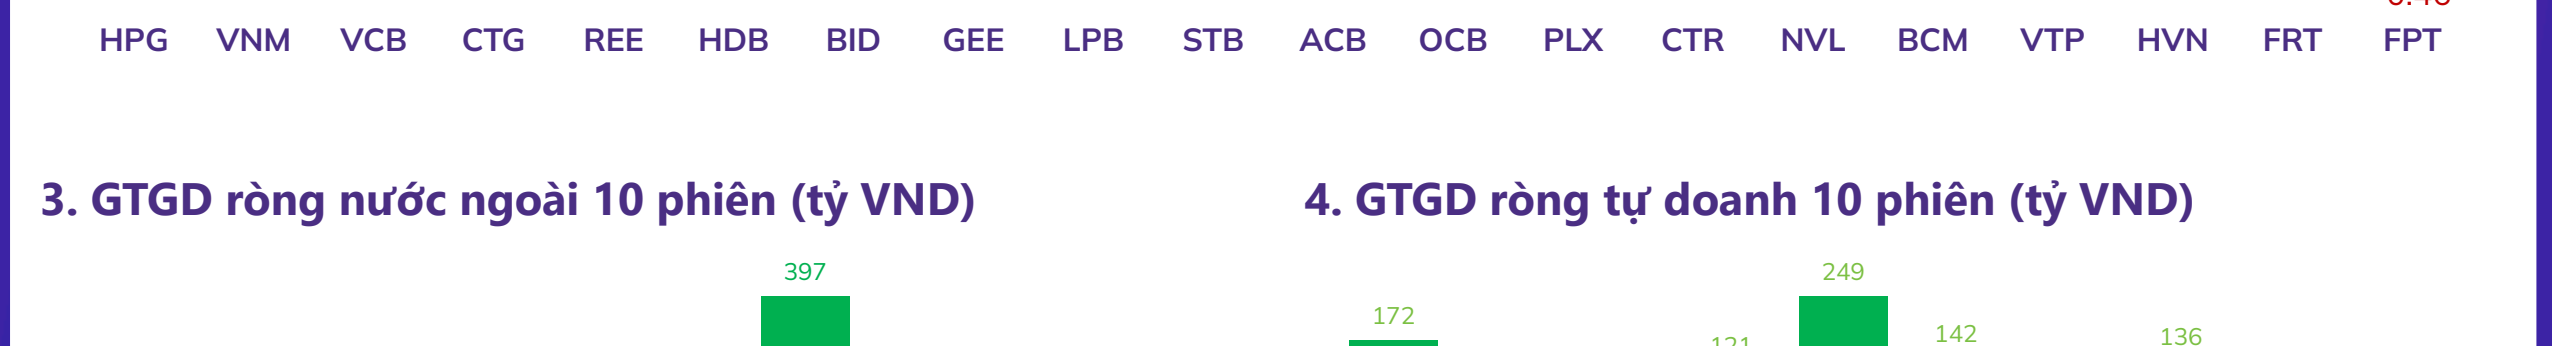 HPG VNM VCB CTG REE HDB BID GEE LPB STB ACB OCB PLX CTR NVL BCM VTP HVN FRT FPT
3. GTGD ròng nước ngoài 10 phiên (tỷ VND)
397
4. GTGD ròng tự doanh 10 phiên (tỷ VND)
172
121
249
142
136